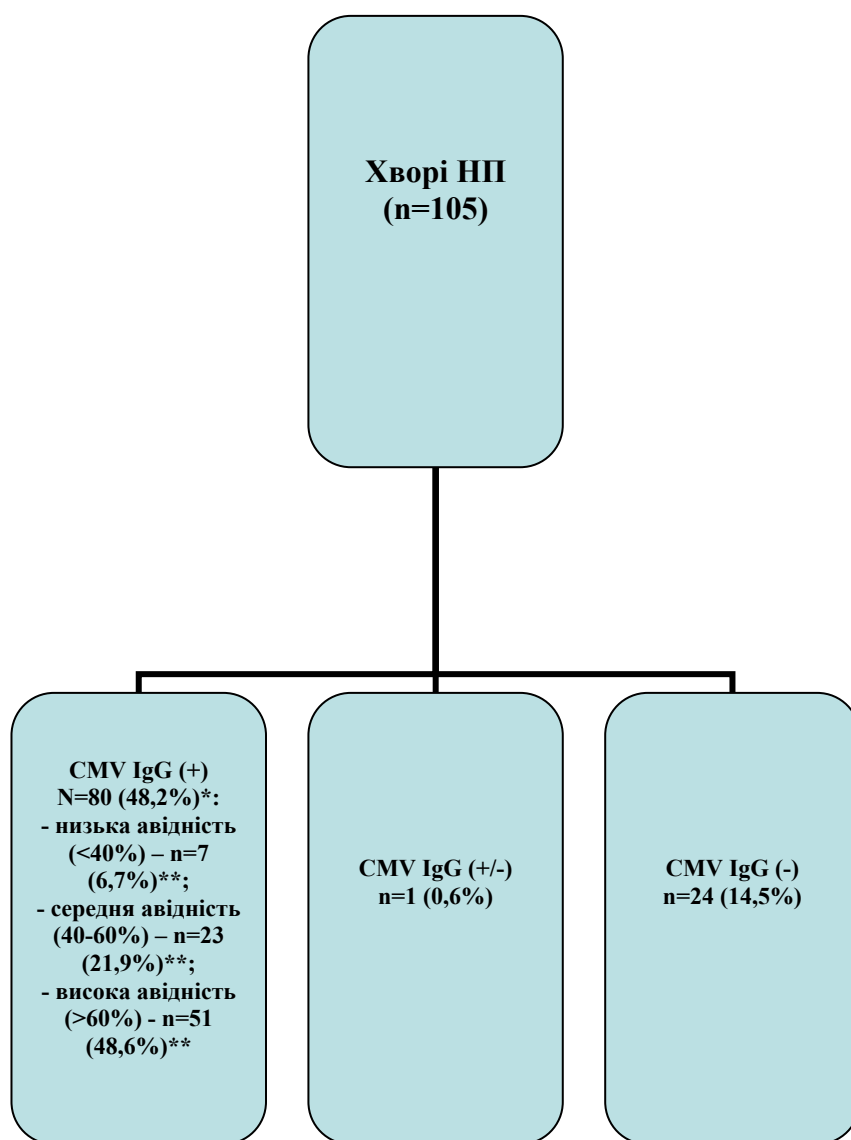 Хворі НП
(n=105)
CMV IgG (+)
N=80 (48,2%)*:
- низька авідність
(<40%) – n=7
(6,7%)**;
- середня авідність
(40-60%) – n=23
(21,9%)**;
- висока авідність
(>60%) - n=51
(48,6%)**
CMV IgG (+/-)
n=1 (0,6%)
CMV IgG (-)
n=24 (14,5%)